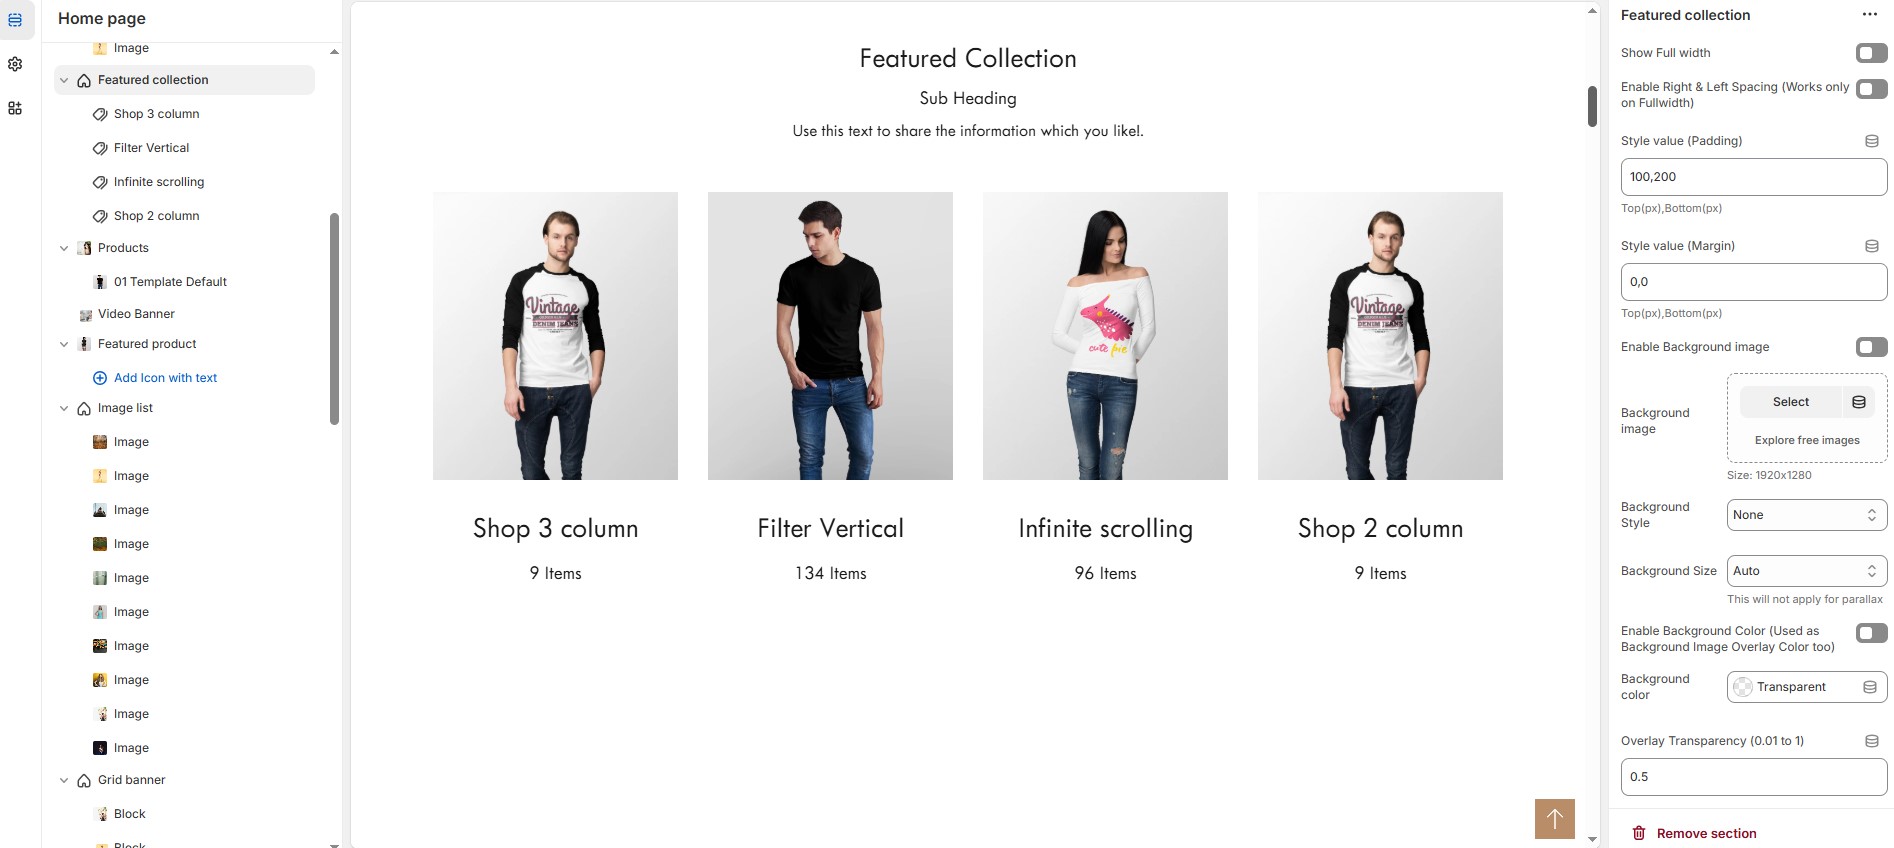 Home page
Image
Featured collection
Shop 3 column
Filter Vertical
Infinite scrolling
Shop 2 column
Products
01 Template Default
Video Banner
Featured product
Add Icon with text
Image list
Image
Image
Image
Image
Image
Image
Image
Image
Image
Image
Grid banner
Block
Block
Featured Collection
Sub Heading
Use this text to share the information which you like!.
Vintage
DENIM JEANS
cute fire
Vintage
DENIM JEANS
Shop 3 column
Filter Vertical
Infinite scrolling
Shop 2 column
9 Items
134 Items
96 Items
9 Items
Featured collection
Show Full width
Enable Right & Left Spacing (Works only
on Fullwidth)
Style value (Padding)
100,200
Top(px),Bottom(px)
Style value (Margin)
0,0
Top(px),Bottom(px)
Enable Background image
Background
image
Select
Explore free images
Size: 1920x1280
Background
Style
None
Background Size
Auto
This will not apply for parallax
Enable Background Color (Used as
Background Image Overlay Color too)
Background
color
Transparent
Overlay Transparency (0.01 to 1)
0.5
Remove section